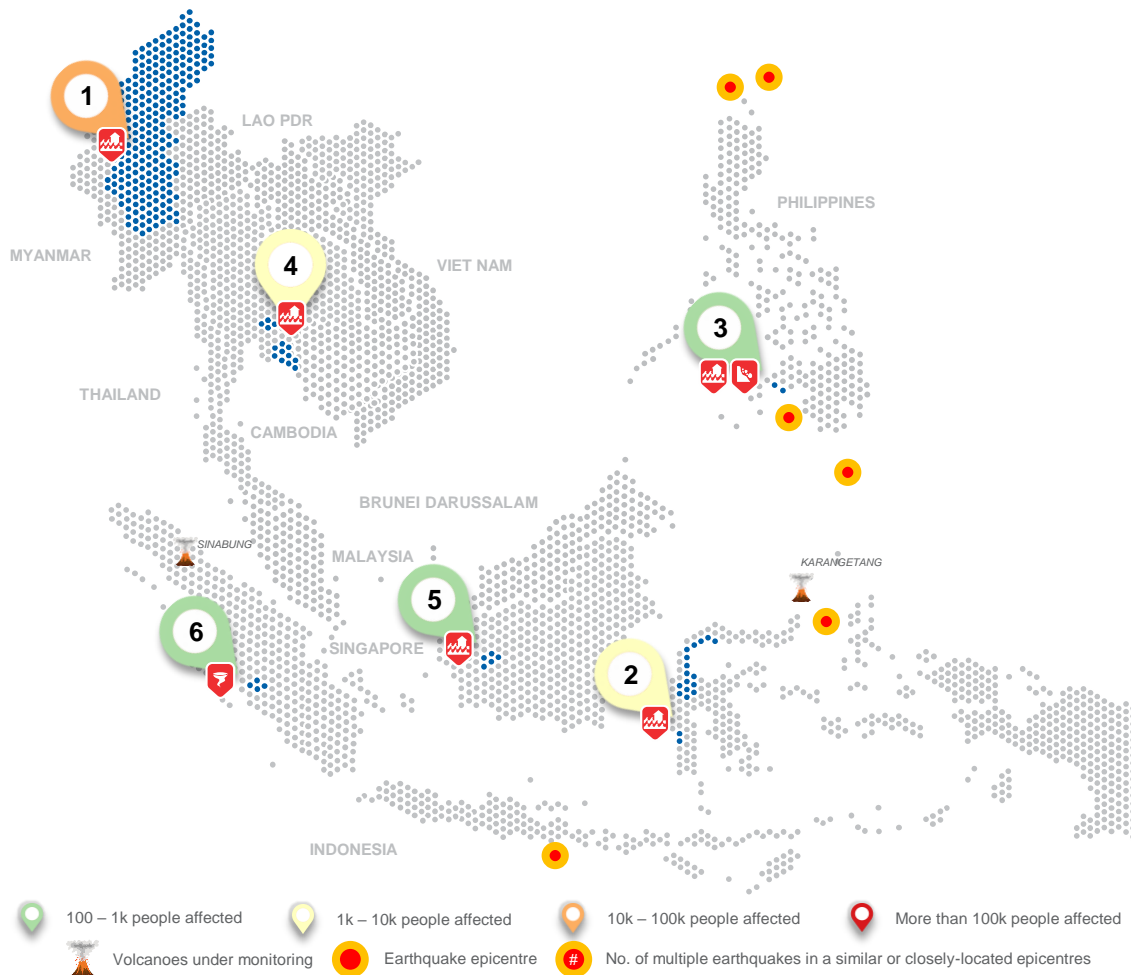 1
LAO PDR
PHILIPPINES
MYANMAR
4
VIET NAM
3
THAILAND
CAMBODIA
BRUNEI DARUSSALAM
SINABUNG
MALAYSIA
KARANGETANG
5
6
SINGAPORE
2
INDONESIA
100 – 1k people affected
1k – 10k people affected
10k – 100k people affected
More than 100k people affected
Volcanoes under monitoring
Earthquake epicentre
#
No. of multiple earthquakes in a similar or closely-located epicentres